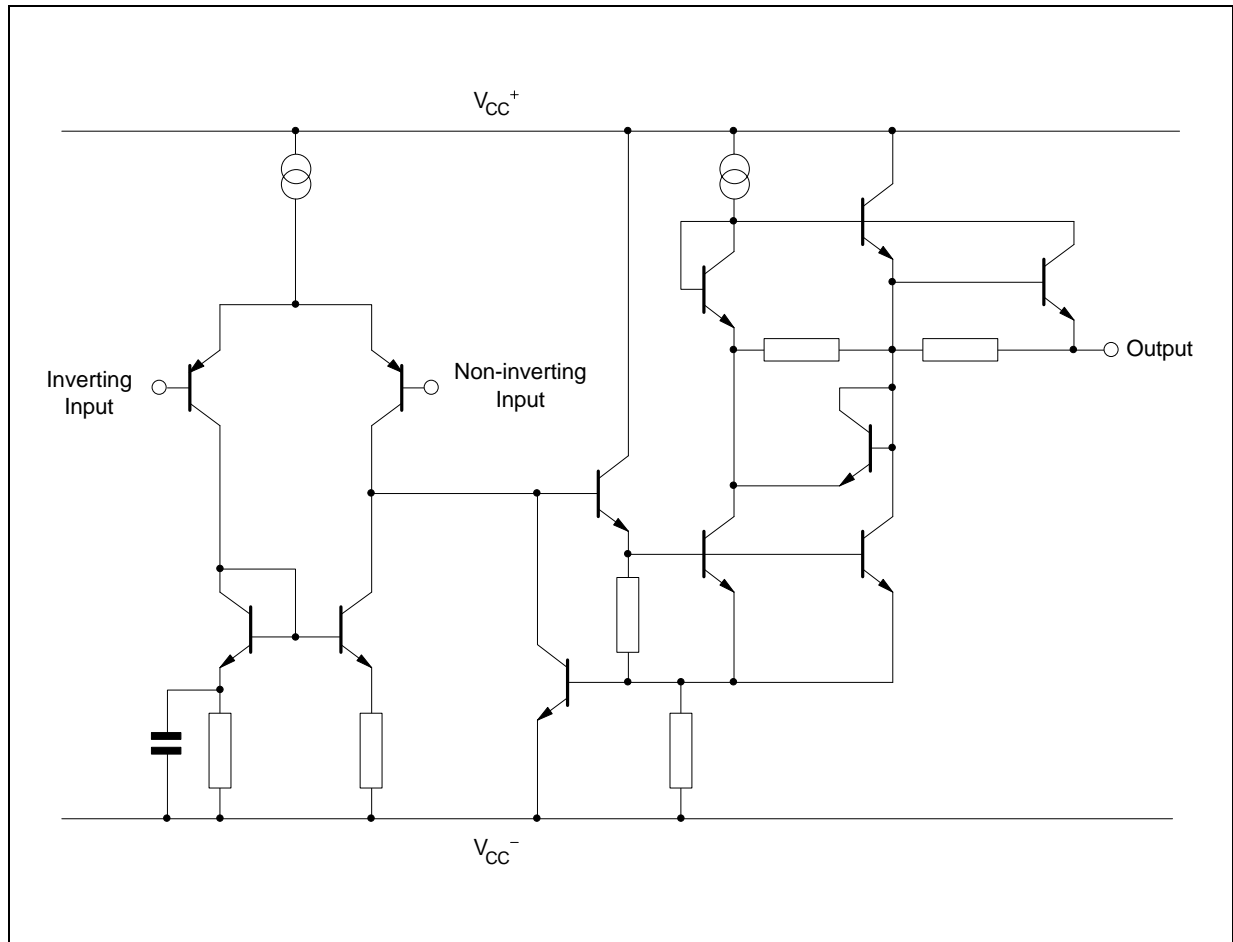 V_CC^+
Inverting
Input
Non-inverting
Input
Output
V_CC^−